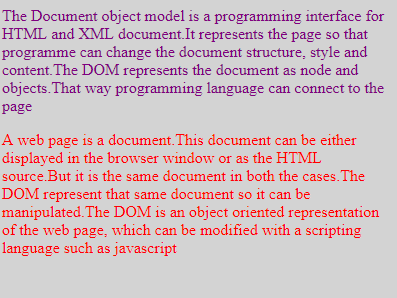 The Document object model is a programming interface for
HTML and XML document.It represents the page so that
programme can change the document structure, style and
content.The DOM represents the document as node and
objects.That way programming language can connect to the
page
A web page is a document.This document can be either
displayed in the browser window or as the HTML
source.But it is the same document in both the cases.The
DOM represent that same document so it can be
manipulated.The DOM is an object oriented representation
of the web page, which can be modified with a scripting
language such as javascript